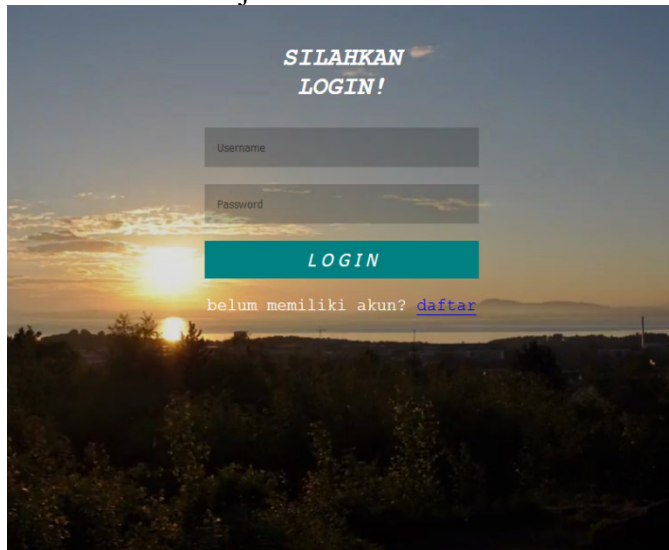 SILAHKAN
LOGIN!
Username
Password
LOGIN
belum memiliki akun? daftar